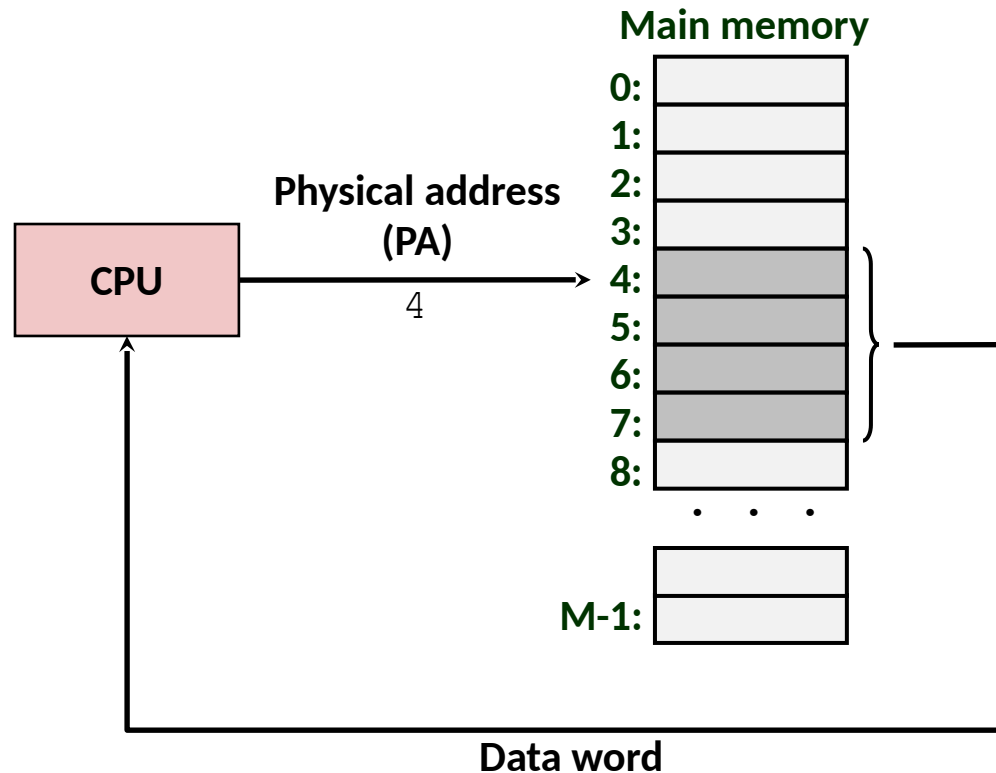 Main memory
0:
1:
2:
Physical address
(PA)
3:
CPU
4
4:
5:
6:
7:
8:
. . .
M-1:
Data word